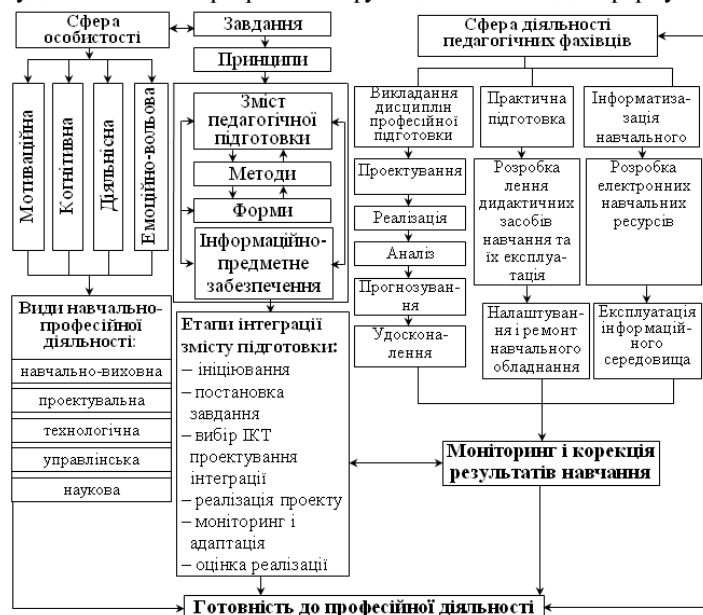 Сфера
особистості
Мотиваційна
Когнітивна
Діяльнісна
Емоційно-вольова
Види навчально-
професійної
діяльності:
навчально-виховна
проектувальна
технологічна
управлінська
наукова
Завдання
Принципи
Зміст
педагогічної
підготовки
Методи
Форми
Інформаційно-
предметне
забезпечення
Етапи інтеграції
змісту підготовки:
– ініціювання
– постановка
завдання
– вибір ІКТ
проектування
інтеграції
– реалізація проекту
– моніторинг і
адаптація
– оцінка реалізації
Сфера діяльності
педагогічних фахівців
Викладання
дисциплін
професійної
підготовки
Проектування
Реалізація
Аналіз
Прогнозуван-
ня
Удоскона-
лення
Практична
підготовка
Розробка
лення
дидактичних
засобів
навчання та
їх експлуа-
тація
Налаштуван-
ня і ремонт
навчального
обладнання
Інформатиза-
зація
навчального
Розробка
електронних
навчальних
ресурсів
Експлуатація
інформацій-
ного
середовища
Моніторинг і корекція
результатів навчання
Готовність до професійної діяльності